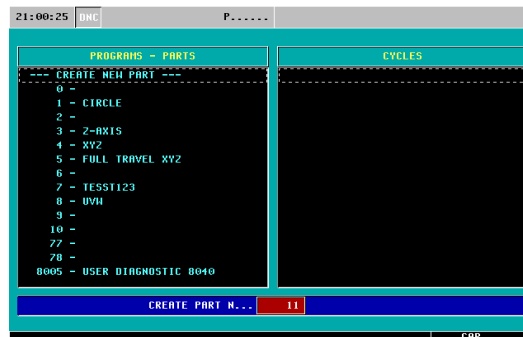 21:00:25 DNC P......
PROGRAMS - PARTS
CYCLES
--- CREATE NEW PART ---
0 -
1 - CIRCLE
2 -
3 - Z-AXIS
4 - XYZ
5 - FULL TRAVEL XYZ
6 -
7 - TESST123
8 - UVW
9 -
10 -
77 -
78 -
8005 - USER DIAGNOSTIC 8040
CREATE PART N... 11
CAP